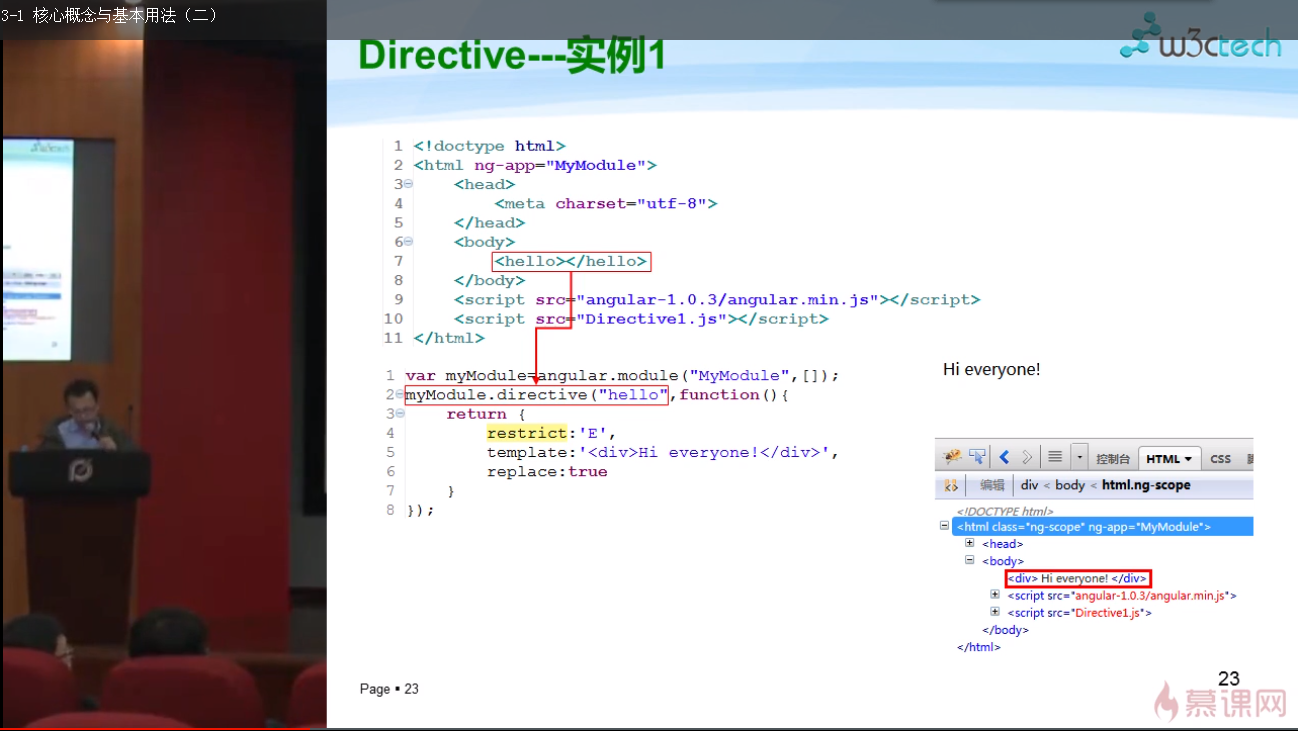 3-1 核心概念与基本用法（二）
Directive---实例1
w3ctech
1 <!doctype html>
2 <html ng-app="MyModule">
3 <head>
4 <meta charset="utf-8">
5 </head>
6 <body>
7 <hello></hello>
8 </body>
9 <script src="angular-1.0.3/angular.min.js"></script>
10 <script src="Directive1.js"></script>
11 </html>
1 var myModule=angular.module("MyModule",[]);
2 myModule.directive("hello",function(){
3 return {
4 restrict:'E',
5 template:'<div>Hi everyone!</div>',
6 replace:true
7 }
8 });
Hi everyone!
控制台 HTML CSS
编辑 div < body < html.ng-scope
<!DOCTYPE html>
<html class="ng-scope" ng-app="MyModule">
<head>
<body>
<div> Hi everyone! </div>
<script src="angular-1.0.3/angular.min.js">
<script src="Directive1.js">
</body>
</html>
Page ▪ 23
23
慕课网